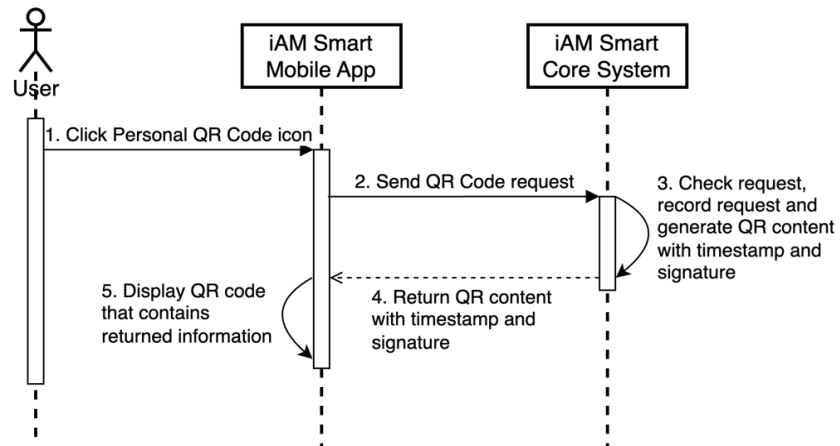 iAM Smart
Mobile App
iAM Smart
Core System
User
1. Click Personal QR Code icon
2. Send QR Code request
3. Check request,
record request and
generate QR content
with timestamp and
signature
4. Return QR content
with timestamp and
signature
5. Display QR code
that contains
returned information